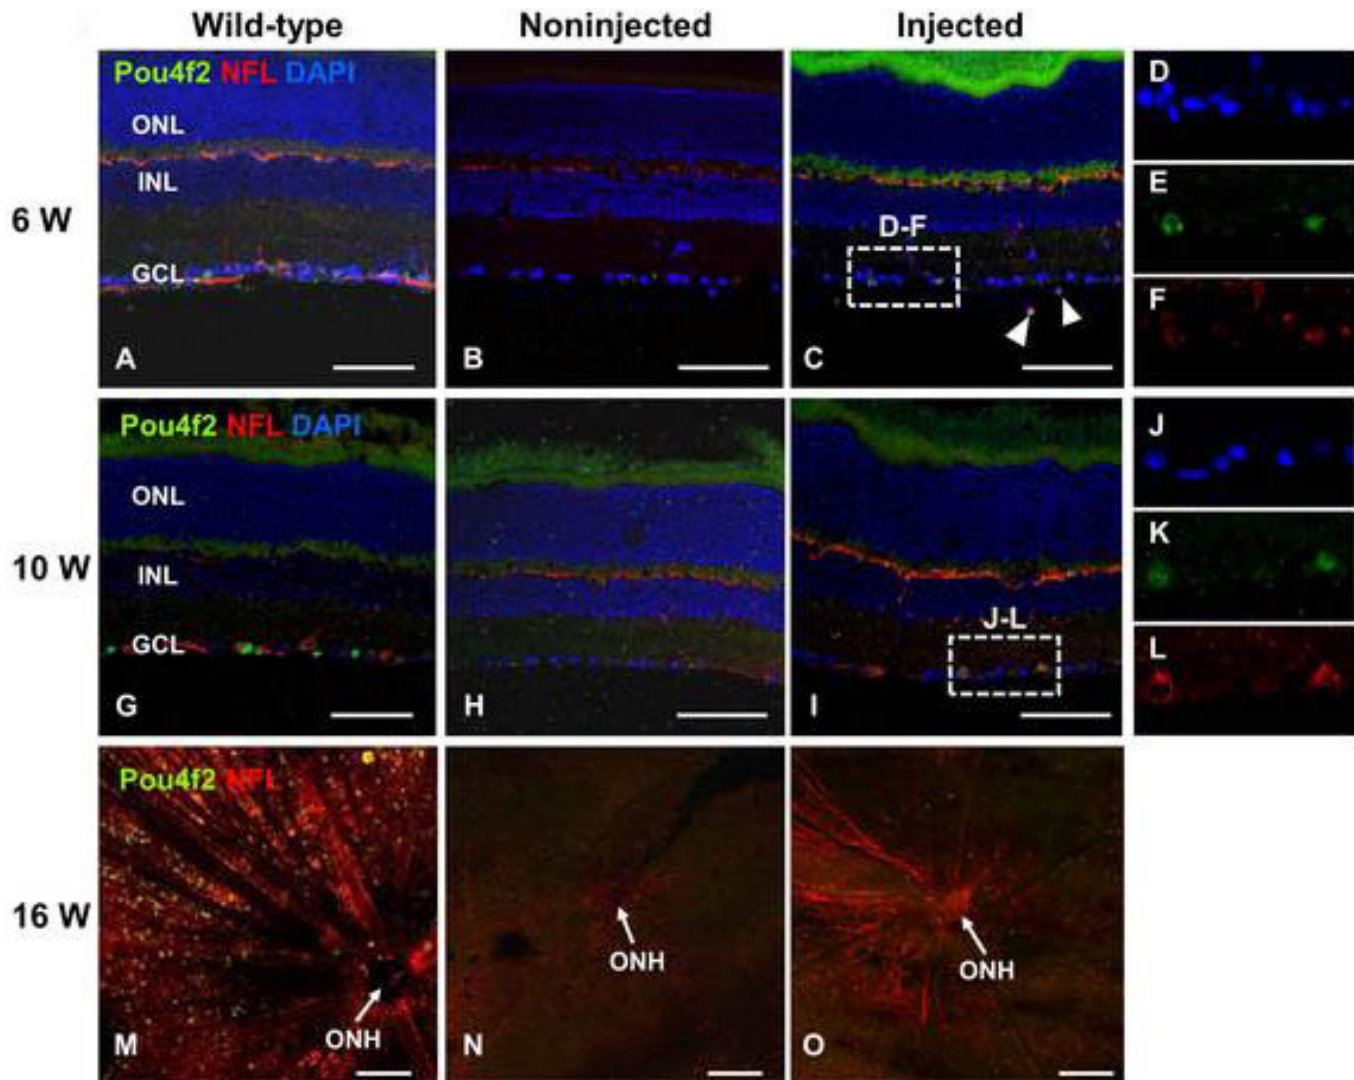 Wild-type Noninjected Injected
Pou4f2 NFL DAPI
ONL
INL
GCL
6 W
A
B
D-F
C
D
E
F
Pou4f2 NFL DAPI
ONL
INL
GCL
10 W
G
H
J-L
I
J
K
L
Pou4f2 NFL
16 W
ONH
M
ONH
N
ONH
O